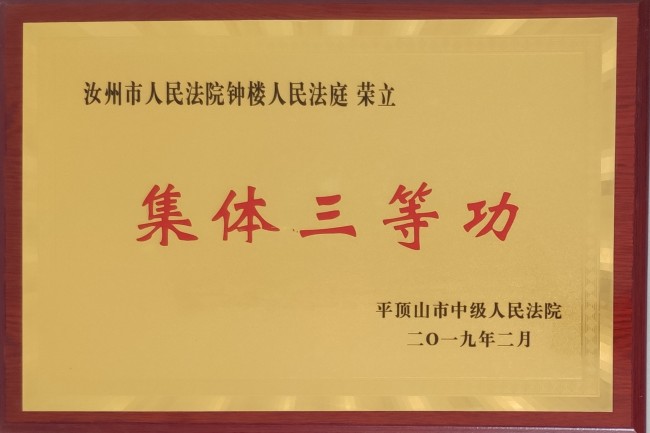 汝州市人民法院钟楼人民法庭 荣立
集体三等功
平顶山市中级人民法院
二〇一九年二月